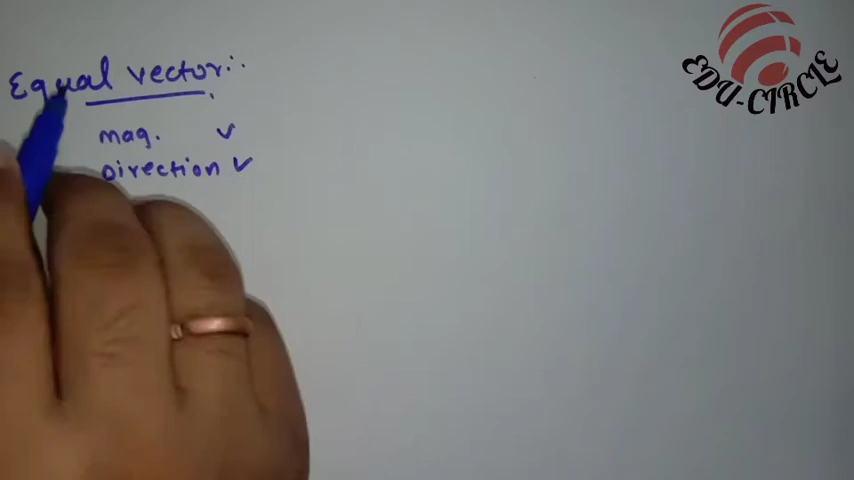 Equal vector:
mag. ✓
Direction ✓
EDU-CIRCLE